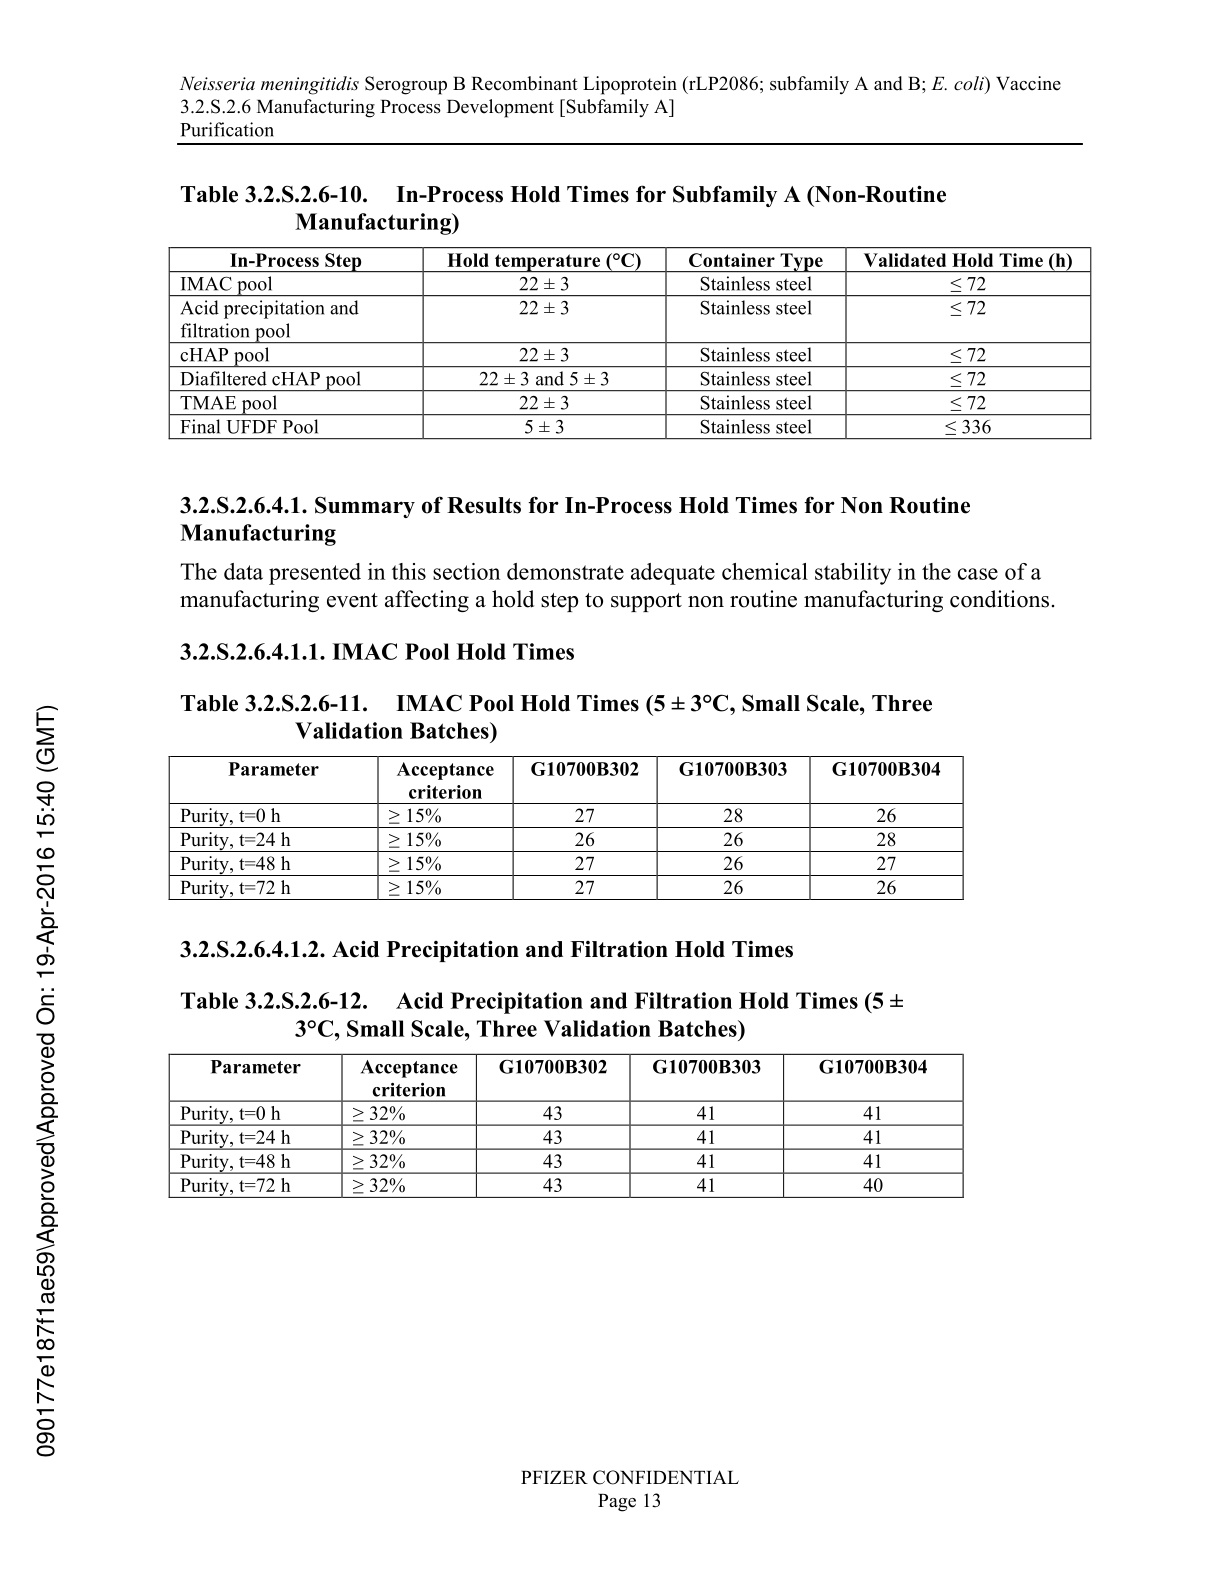 Neisseria meningitidis Serogroup B Recombinant Lipoprotein (rLP2086; subfamily A and B; E. coli) Vaccine
3.2.S.2.6 Manufacturing Process Development [Subfamily A]
Purification
Table 3.2.S.2.6-10. In-Process Hold Times for Subfamily A (Non-Routine
Manufacturing)
In-Process Step Hold temperature (°C) Container Type Validated Hold Time (h)
IMAC pool 22 ± 3 Stainless steel ≤ 72
Acid precipitation and 22 ± 3 Stainless steel ≤ 72
filtration pool
cHAP pool 22 ± 3 Stainless steel ≤ 72
Diafiltered cHAP pool 22 ± 3 and 5 ± 3 Stainless steel ≤ 72
TMAE pool 22 ± 3 Stainless steel ≤ 72
Final UFDF Pool 5 ± 3 Stainless steel ≤ 336
3.2.S.2.6.4.1. Summary of Results for In-Process Hold Times for Non Routine
Manufacturing
The data presented in this section demonstrate adequate chemical stability in the case of a
manufacturing event affecting a hold step to support non routine manufacturing conditions.
3.2.S.2.6.4.1.1. IMAC Pool Hold Times
Table 3.2.S.2.6-11. IMAC Pool Hold Times (5 ± 3°C, Small Scale, Three
Validation Batches)
Parameter Acceptance G10700B302 G10700B303 G10700B304
criterion
Purity, t=0 h ≥ 15% 27 28 26
Purity, t=24 h ≥ 15% 26 26 28
Purity, t=48 h ≥ 15% 27 26 27
Purity, t=72 h ≥ 15% 27 26 26
3.2.S.2.6.4.1.2. Acid Precipitation and Filtration Hold Times
Table 3.2.S.2.6-12. Acid Precipitation and Filtration Hold Times (5 ±
3°C, Small Scale, Three Validation Batches)
Parameter Acceptance G10700B302 G10700B303 G10700B304
criterion
Purity, t=0 h ≥ 32% 43 41 41
Purity, t=24 h ≥ 32% 43 41 41
Purity, t=48 h ≥ 32% 43 41 41
Purity, t=72 h ≥ 32% 43 41 40
090177e187f1ae59\Approved\Approved On: 19-Apr-2016 15:40 (GMT)
PFIZER CONFIDENTIAL
Page 13